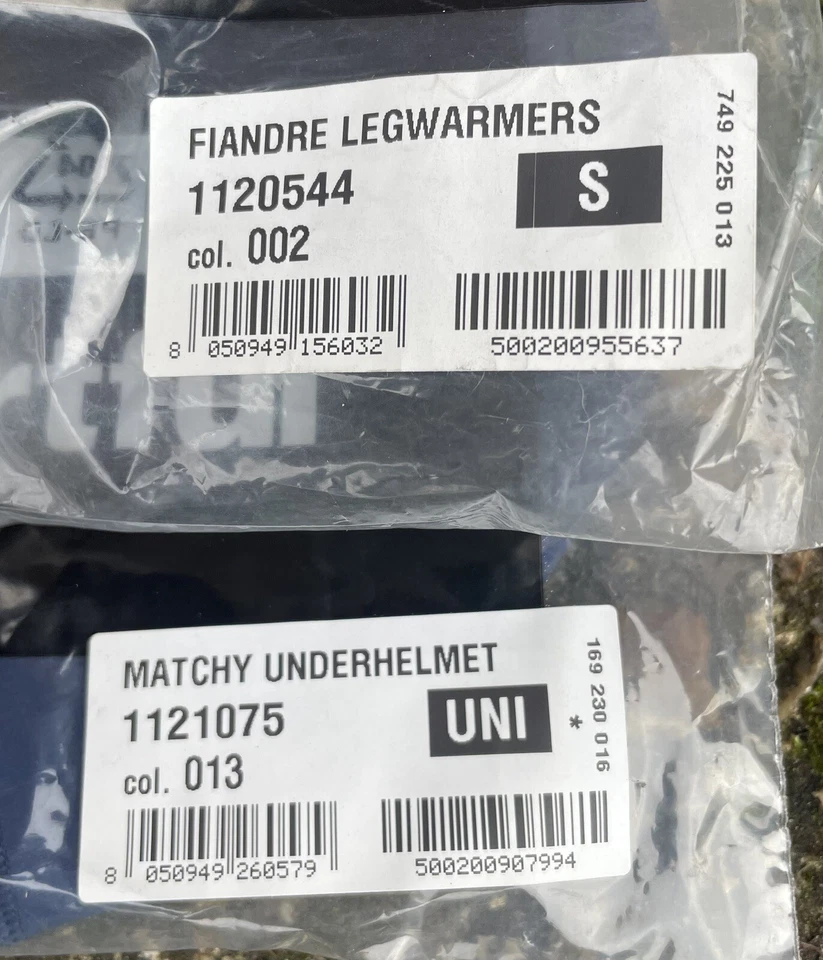 FIANDRE LEGWARMERS
1120544
S
col. 002
8 050949 156032
500200955637
749 225 013
MATCHY UNDERHELMET
1121075
UNI
col. 013
8 050949 260579
500200907994
169 230 016
*